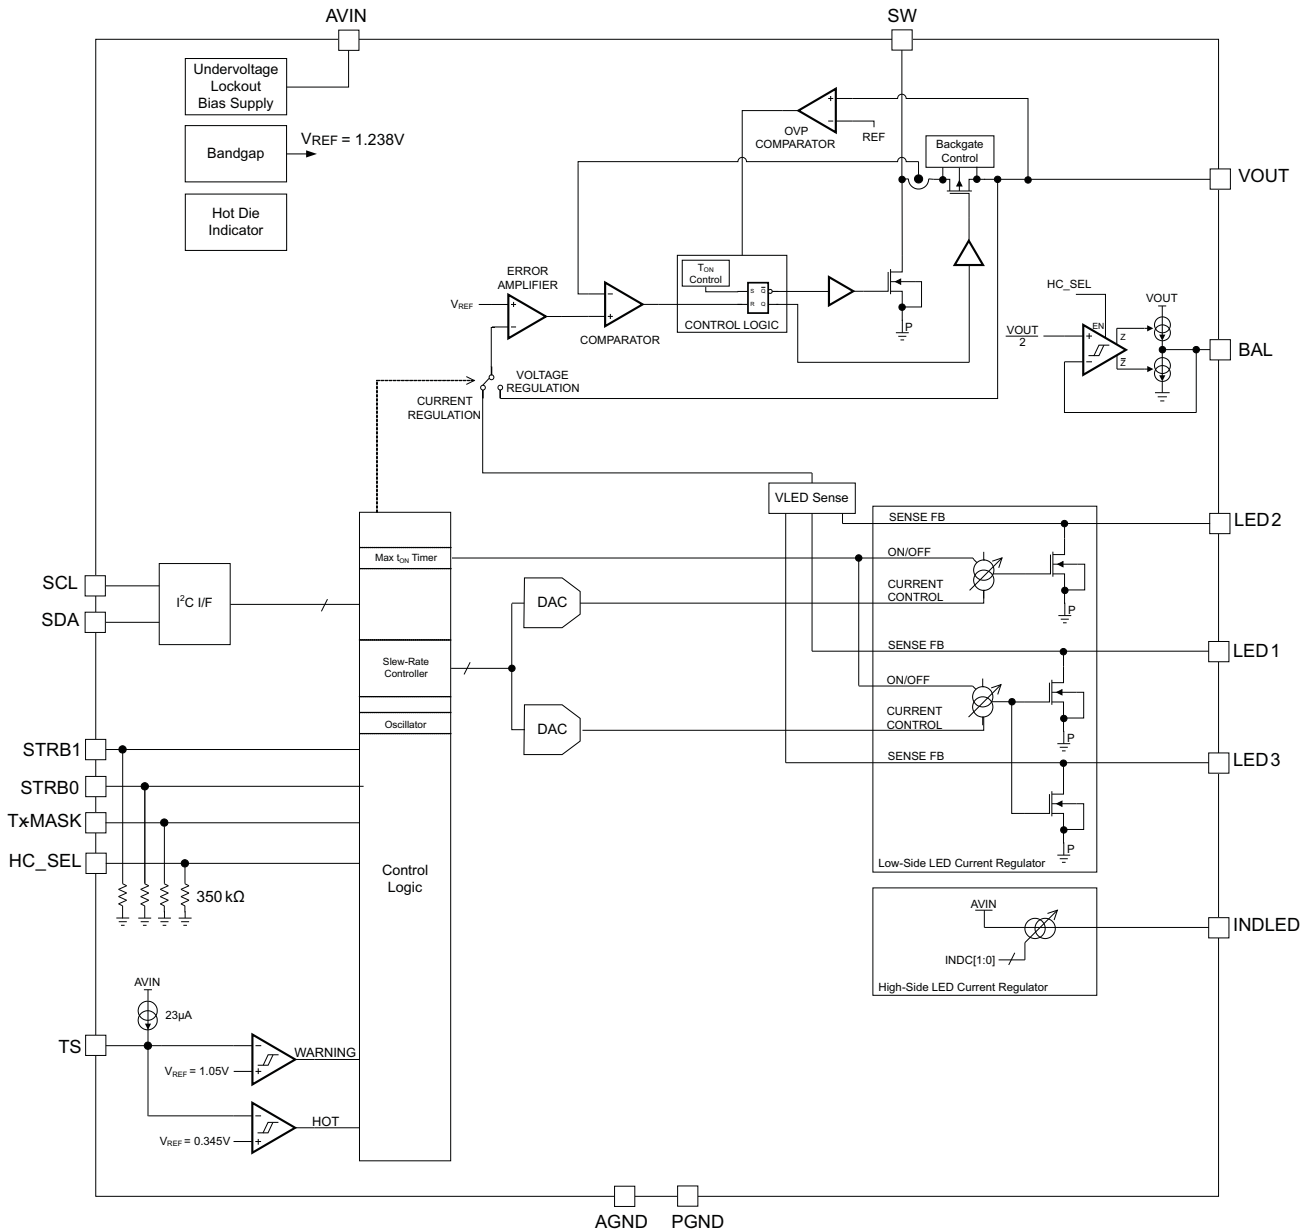 AVIN
SW
Undervoltage
Lockout
Bias Supply
Bandgap
VREF = 1.238V
Hot Die
Indicator
+
−
REF
OVP
COMPARATOR
Backgate
Control
VOUT
TON
Control
S Q̅
R Q
CONTROL LOGIC
ERROR
AMPLIFIER
VREF
+
−
−
+
COMPARATOR
P
HC_SEL
VOUT
EN
VOUT
2
+
−
Z
Z̅
BAL
VOLTAGE
REGULATION
CURRENT
REGULATION
VLED Sense
SENSE FB
LED2
Max tON Timer
ON/OFF
SCL
SDA
I²C I/F
DAC
CURRENT
CONTROL
P
SENSE FB
LED1
Slew-Rate
Controller
ON/OFF
Oscillator
DAC
CURRENT
CONTROL
P
STRB1
STRB0
Tx-MASK
HC_SEL
350 kΩ
SENSE FB
LED3
P
Low-Side LED Current Regulator
Control
Logic
AVIN
INDC[1:0]
INDLED
High-Side LED Current Regulator
AVIN
23µA
TS
−
+
VREF = 1.05V
WARNING
−
+
VREF = 0.345V
HOT
AGND
PGND